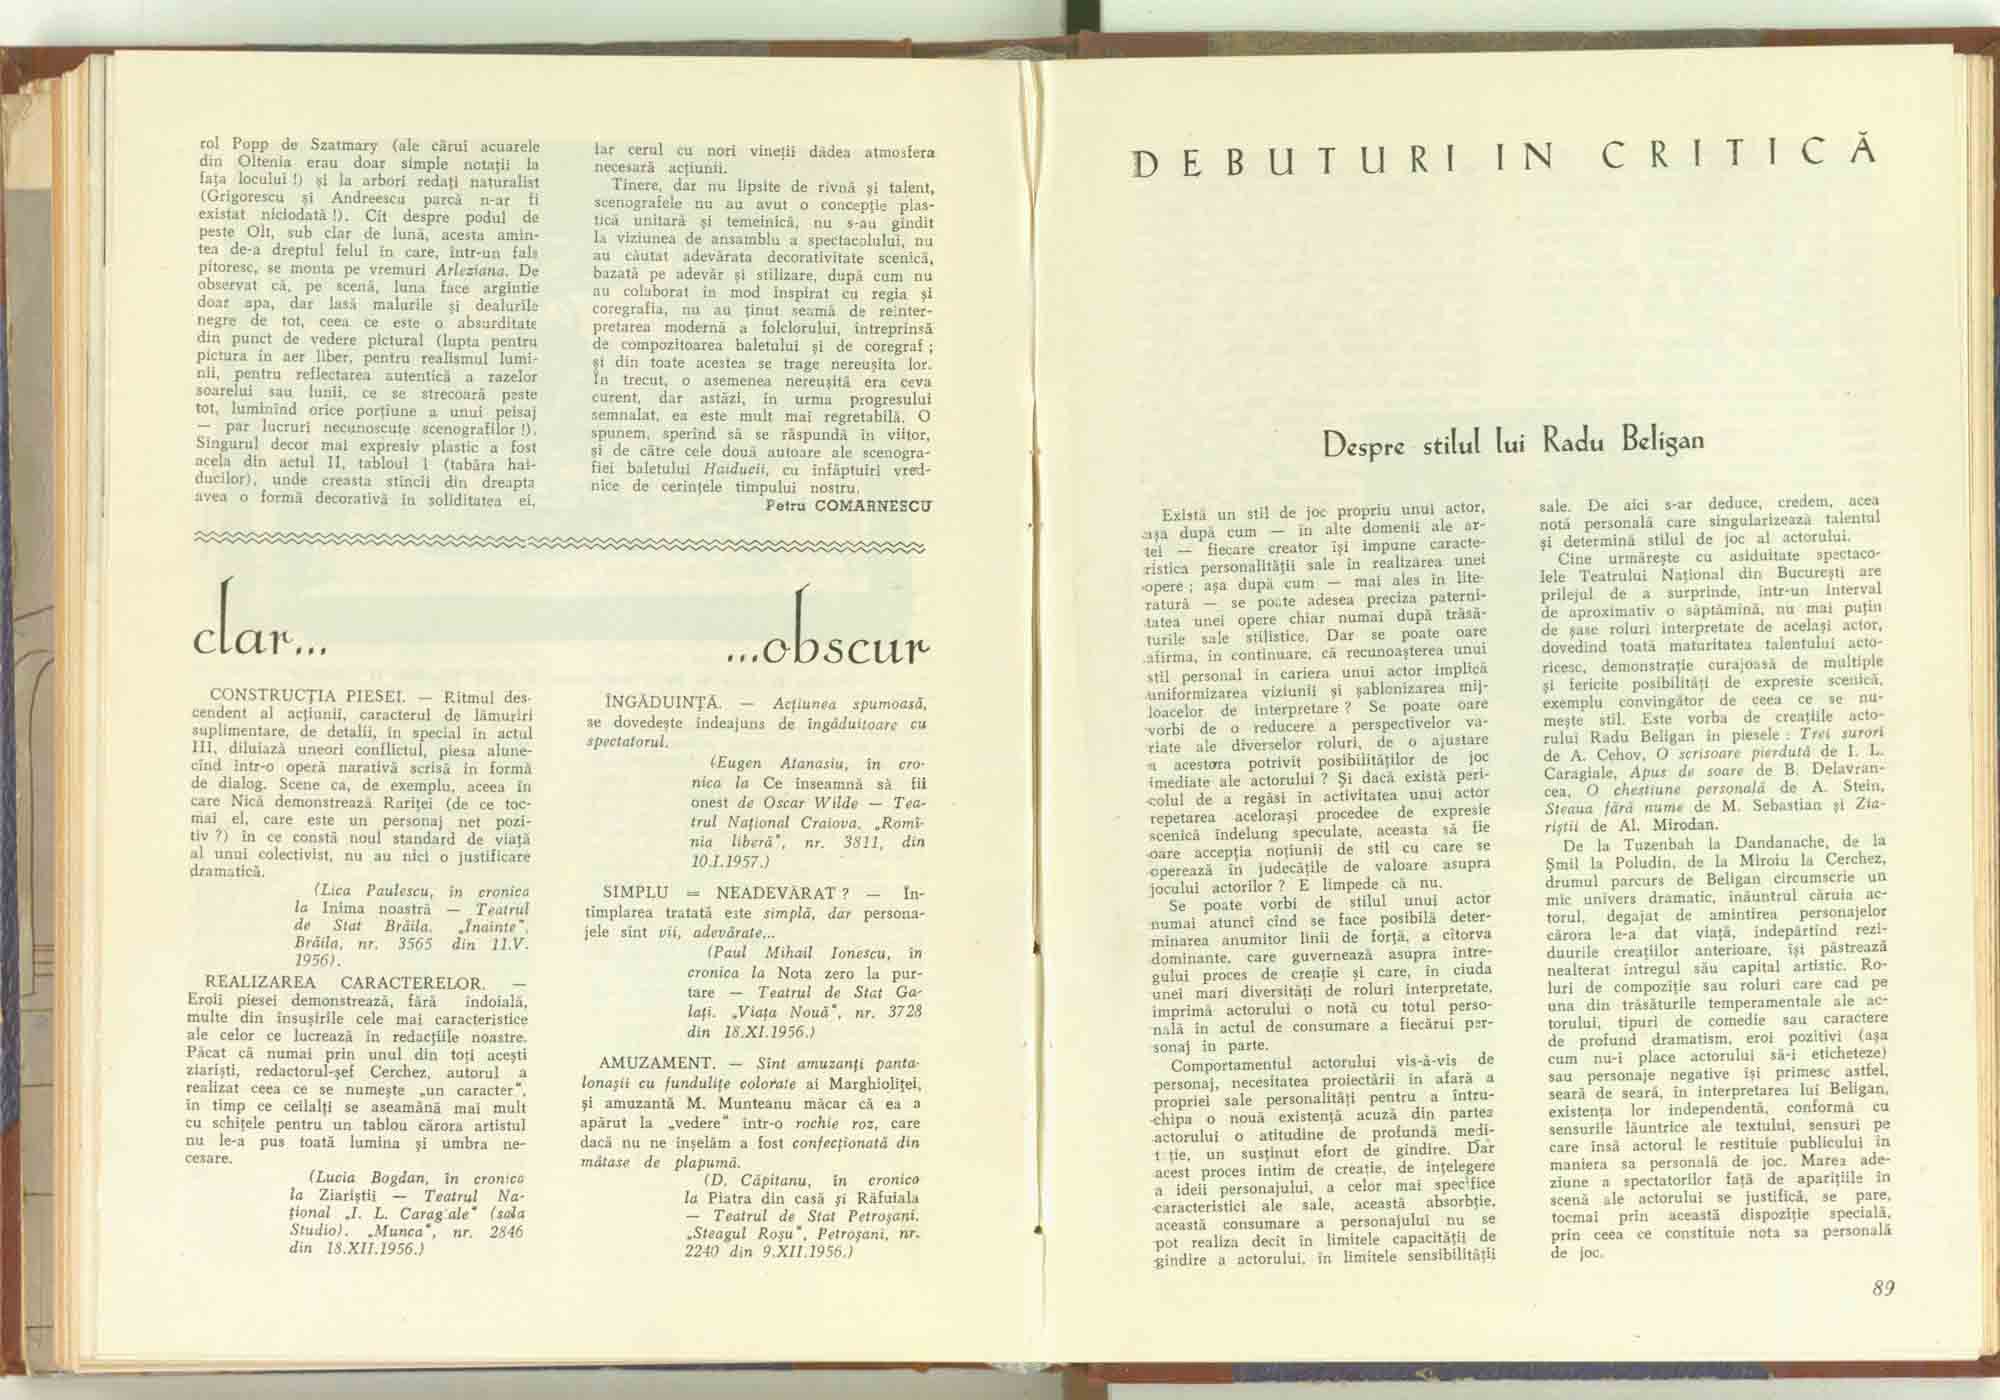 rol Popp de Szatmary (ale cărui acuarele
din Oltenia erau doar simple notații la
fața locului !) și la arbori redați naturalist
(Grigorescu și Andreescu parcă n-ar fi
existat niciodată !). Cît despre podul de
peste Olt, sub clar de lună, acesta amin-
tea de-a dreptul felul în care, într-un fals
pitoresc, se monta pe vremuri Arleziana. De
observat că, pe scenă, luna face argintie
doar apa, dar lasă malurile și dealurile
negre de tot, ceea ce este o absurditate
din punct de vedere pictural (lupta pentru
pictura în aer liber, pentru realismul lumi-
nii, pentru reflectarea autentică a razelor
soarelui sau lunii, ce se strecoară peste
tot, luminînd orice porțiune a unui peisaj
— par lucruri necunoscute scenografilor !).
Singurul decor mai expresiv plastic a fost
acela din actul II, tabloul 1 (tabăra hai-
ducilor), unde creasta stîncii din dreapta
avea o formă decorativă în soliditatea ei,
iar cerul cu nori vineții dădea atmosfera
necesară acțiunii.
Tinere, dar nu lipsite de rîvnă și talent,
scenografele nu au avut o concepție plas-
tică unitară și temeinică, nu s-au gîndit
la viziunea de ansamblu a spectacolului, nu
au căutat adevărata decorativitate scenică,
bazată pe adevăr și stilizare, după cum nu
au colaborat în mod inspirat cu regia și
coregrafia, nu au ținut seamă de reinter-
pretarea modernă a folclorului, întreprinsă
de compozitoarea baletului și de coregraf ;
și din toate acestea se trage nereușita lor.
În trecut, o asemenea nereușită era ceva
curent, dar astăzi, în urma progresului
semnalat, ea este mult mai regretabilă. O
spunem, sperînd să se răspundă în viitor,
și de către cele două autoare ale scenogra-
fiei baletului Haiducii, cu înfăptuiri vred-
nice de cerințele timpului nostru.
Petru COMARNESCU
clar...
...obscur
CONSTRUCȚIA PIESEI. — Ritmul des-
cendent al acțiunii, caracterul de lămuriri
suplimentare, de detalii, în special în actul
III, diluiază uneori conflictul, piesa alune-
cînd într-o operă narativă scrisă în formă
de dialog. Scene ca, de exemplu, aceea în
care Nică demonstrează Rariței (de ce toc-
mai el, care este un personaj net pozi-
tiv ?) în ce constă noul standard de viață
al unui colectivist, nu au nici o justificare
dramatică.
(Lica Paulescu, în cronica
la Inima noastră — Teatrul
de Stat Brăila. „Înainte",
Brăila, nr. 3565 din 11.V.
1956).
REALIZAREA CARACTERELOR. —
Eroii piesei demonstrează, fără îndoială,
multe din însușirile cele mai caracteristice
ale celor ce lucrează în redacțiile noastre.
Păcat că numai prin unul din toți acești
ziariști, redactorul-șef Cerchez, autorul a
realizat ceea ce se numește „un caracter",
în timp ce ceilalți se aseamănă mai mult
cu schițele pentru un tablou cărora artistul
nu le-a pus toată lumina și umbra ne-
cesare.
(Lucia Bogdan, în cronica
la Ziariștii — Teatrul Na-
țional „I. L. Caragiale" (sala
Studio). „Munca", nr. 2846
din 18.XII.1956.)
ÎNGĂDUINȚĂ. — Acțiunea spumoasă,
se dovedește îndeajuns de îngăduitoare cu
spectatorul.
(Eugen Atanasiu, în cro-
nica la Ce înseamnă să fii
onest de Oscar Wilde — Tea-
trul Național Craiova. „Romî-
nia liberă", nr. 3811, din
10.I.1957.)
SIMPLU = NEADEVĂRAT ? — În-
timplarea tratată este simplă, dar persona-
jele sînt vii, adevărate...
(Paul Mihail Ionescu, în
cronica la Nota zero la pur-
tare — Teatrul de Stat Ga-
lați. „Viața Nouă", nr. 3728
din 18.XI.1956.)
AMUZAMENT. — Sînt amuzanți panta-
lonașii cu fundulițe colorate ai Marghioliței,
și amuzantă M. Munteanu măcar că ea a
apărut la „vedere" într-o rochie roz, care
dacă nu ne înșelăm a fost confecționată din
mătase de plapumă.
(D. Căpitanu, în cronica
la Piatra din casă și Răfuiala
— Teatrul de Stat Petroșani.
„Steagul Roșu", Petroșani, nr.
2240 din 9.XII.1956.)
DEBUTURI IN CRITICĂ
Despre stilul lui Radu Beligan
Există un stil de joc propriu unui actor,
așa după cum — în alte domenii ale ar-
tei — fiecare creator își impune caracte-
ristica personalității sale în realizarea unei
opere ; așa după cum — mai ales în lite-
ratură — se poate adesea preciza paterni-
tatea unei opere chiar numai după trăsă-
turile sale stilistice. Dar se poate oare
afirma, în continuare, că recunoașterea unui
stil personal în cariera unui actor implică
uniformizarea viziunii și șablonizarea mij-
loacelor de interpretare ? Se poate oare
vorbi de o reducere a perspectivelor va-
riate ale diverselor roluri, de o ajustare
a acestora potrivit posibilităților de joc
imediate ale actorului ? Și dacă există peri-
colul de a regăsi în activitatea unui actor
repetarea acelorași procedee de expresie
scenică îndelung speculate, aceasta să fie
oare accepția noțiunii de stil cu care se
operează în judecățile de valoare asupra
jocului actorilor ? E limpede că nu.
Se poate vorbi de stilul unui actor
numai atunci cînd se face posibilă deter-
minarea anumitor linii de forță, a cîtorva
dominante, care guvernează asupra între-
gului proces de creație și care, în ciuda
unei mari diversități de roluri interpretate,
imprimă actorului o notă cu totul perso-
nală în actul de consumare a fiecărui per-
sonaj în parte.
Comportamentul actorului vis-à-vis de
personaj, necesitatea proiectării în afară a
propriei sale personalități pentru a întru-
chipa o nouă existență acuză din partea
actorului o atitudine de profundă medi-
tație, un susținut efort de gîndire. Dar
acest proces intim de creație, de înțelegere
a ideii personajului, a celor mai specifice
caracteristici ale sale, această absorbție,
această consumare a personajului nu se
pot realiza decît în limitele capacității de
gîndire a actorului, în limitele sensibilității
sale. De aici s-ar deduce, credem, acea
notă personală care singularizează talentul
și determină stilul de joc al actorului.
Cine urmărește cu asiduitate spectaco-
lele Teatrului Național din București are
prilejul de a surprinde, într-un interval
de aproximativ o săptămînă, nu mai puțin
de șase roluri interpretate de același actor,
dovedind toată maturitatea talentului acto-
ricesc, demonstrație curajoasă de multiple
și fericite posibilități de expresie scenică,
exemplu convingător de ceea ce se nu-
mește stil. Este vorba de creațiile acto-
rului Radu Beligan în piesele : Trei surori
de A. Cehov, O scrisoare pierdută de I. L.
Caragiale, Apus de soare de B. Delavran-
cea, O chestiune personală de A. Stein,
Steaua fără nume de M. Sebastian și Zia-
riștii de Al. Mirodan.
De la Tuzenbah la Dandanache, de la
Șmil la Poludin, de la Miroiu la Cerchez,
drumul parcurs de Beligan circumscrie un
mic univers dramatic, înăuntrul căruia ac-
torul, degajat de amintirea personajelor
cărora le-a dat viață, îndepărtînd rezi-
duurile creațiilor anterioare, își păstrează
nealterat întregul său capital artistic. Ro-
luri de compoziție sau roluri care cad pe
una din trăsăturile temperamentale ale ac-
torului, tipuri de comedie sau caractere
de profund dramatism, eroi pozitivi (așa
cum nu-i place actorului să-i eticheteze)
sau personaje negative își primesc astfel,
seară de seară, în interpretarea lui Beligan,
existența lor independentă, conformă cu
sensurile lăuntrice ale textului, sensuri pe
care însă actorul le restituie publicului în
maniera sa personală de joc. Marea ade-
ziune a spectatorilor față de aparițiile în
scenă ale actorului se justifică, se pare,
tocmai prin această dispoziție specială,
prin ceea ce constituie nota sa personală
de joc.
89